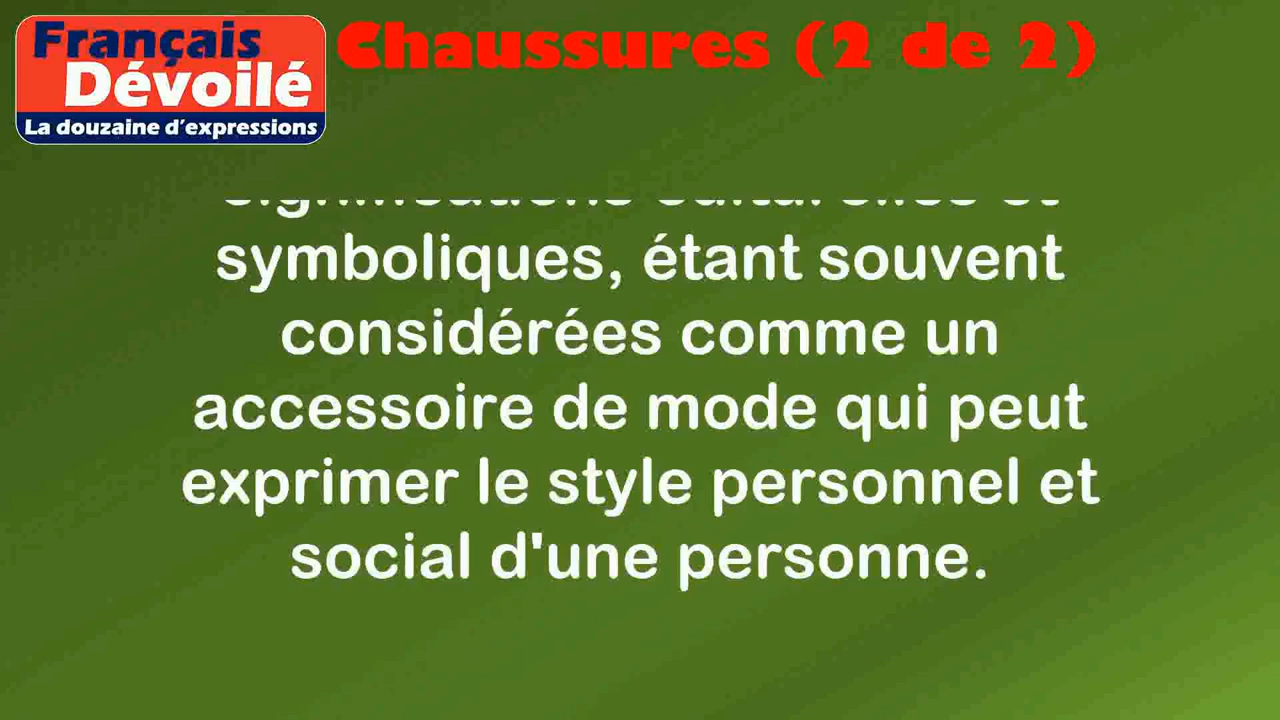 Français
Dévoilé
La douzaine d'expressions
Chaussures (2 de 2)
symboliques, étant souvent
considérées comme un
accessoire de mode qui peut
exprimer le style personnel et
social d'une personne.